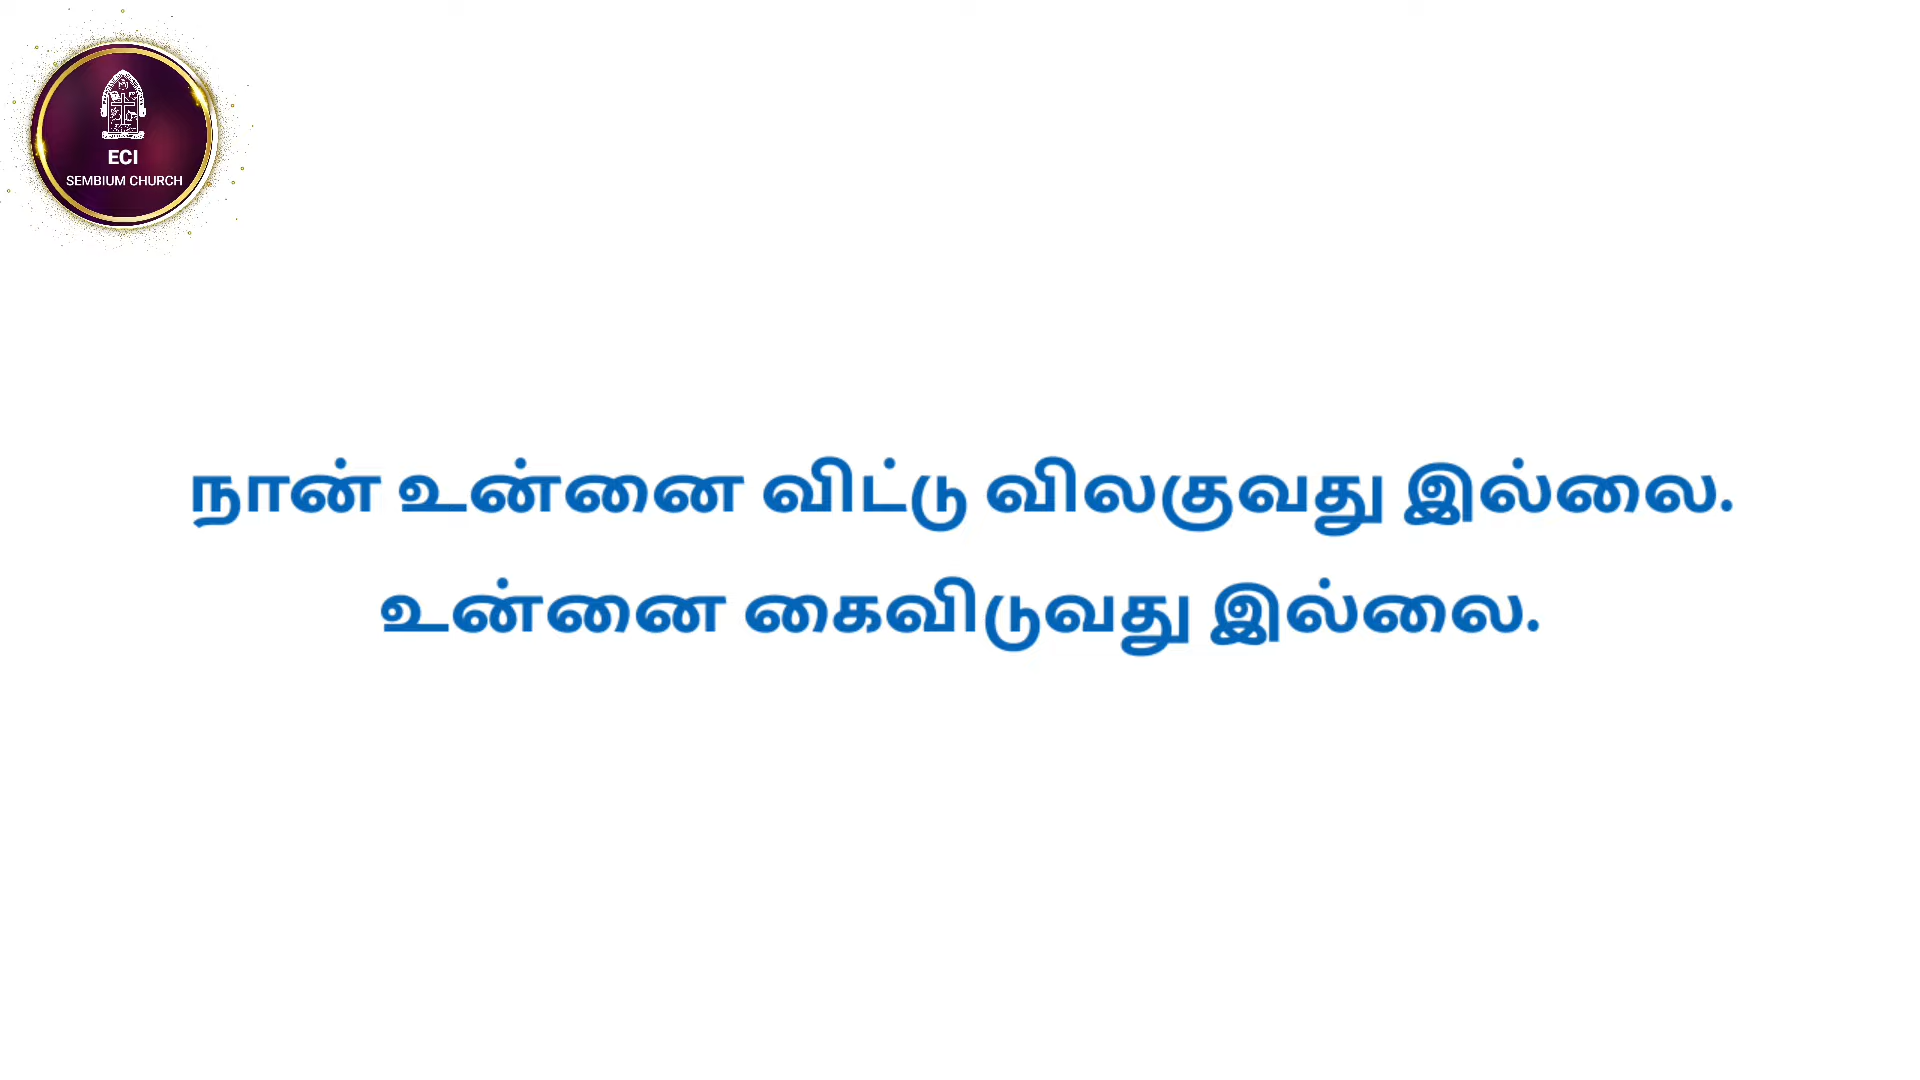 ECI
SEMBIUM CHURCH
நான் உன்னை விட்டு விலகுவது இல்லை.
உன்னை கைவிடுவது இல்லை.